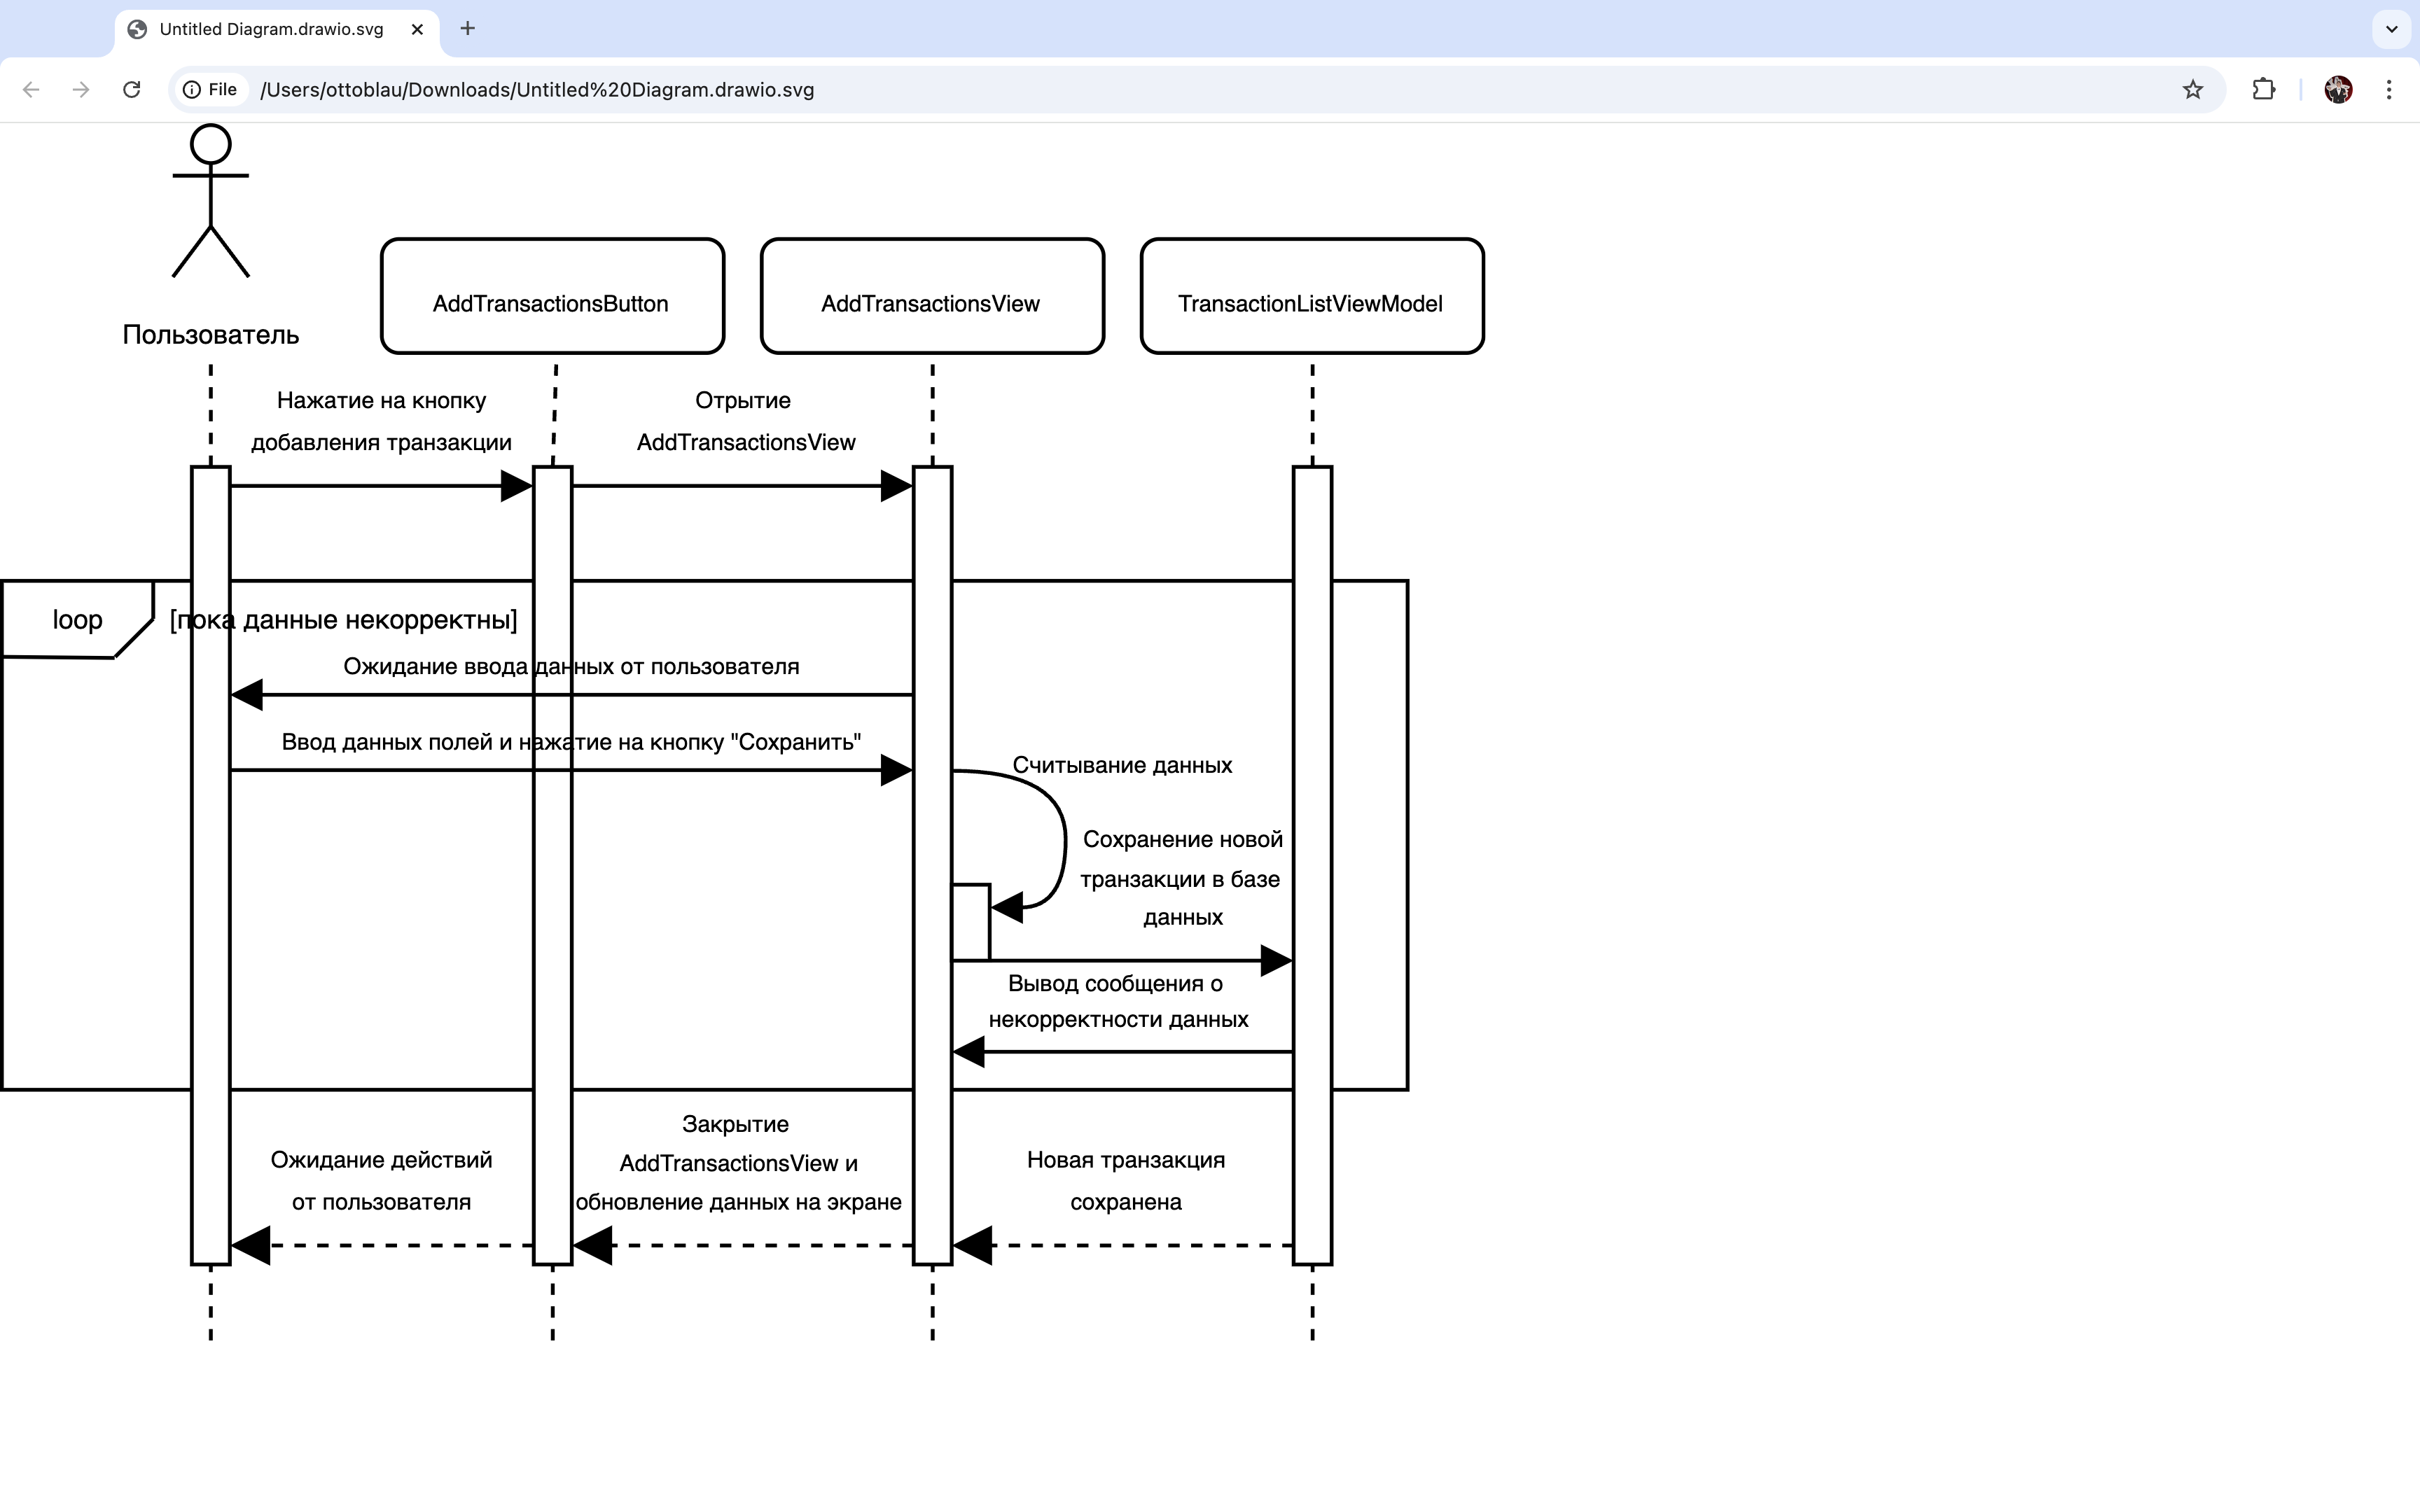 Untitled Diagram.drawio.svg
File
/Users/ottoblau/Downloads/Untitled%20Diagram.drawio.svg
Пользователь
AddTransactionsButton
AddTransactionsView
TransactionListViewModel
Нажатие на кнопку
добавления транзакции
Отрытие
AddTransactionsView
loop
[пока данные некорректны]
Ожидание ввода данных от пользователя
Ввод данных полей и нажатие на кнопку "Сохранить"
Считывание данных
Сохранение новой
транзакции в базе
данных
Вывод сообщения о
некорректности данных
Ожидание действий
от пользователя
Закрытие
AddTransactionsView и
обновление данных на экране
Новая транзакция
сохранена